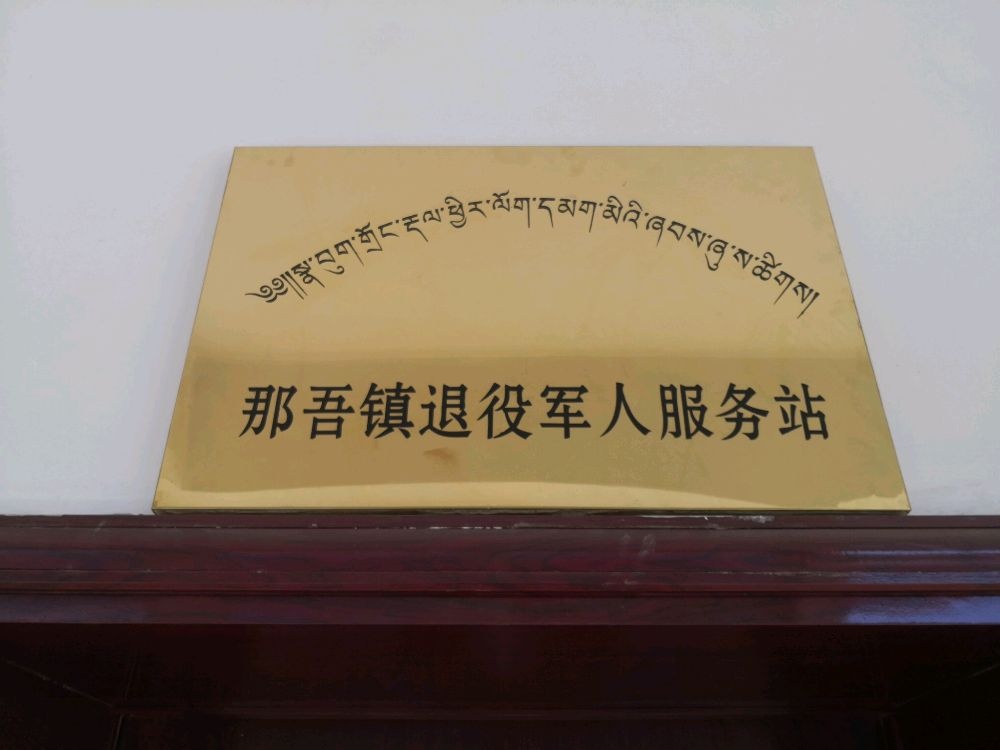 ༄༅།།སྣ་བུག་གྲོང་རྡལ་ཕྱིར་ལོག་དམག་མིའི་ཞབས་ཞུ་ས་ཚིགས།
那吾镇退役军人服务站